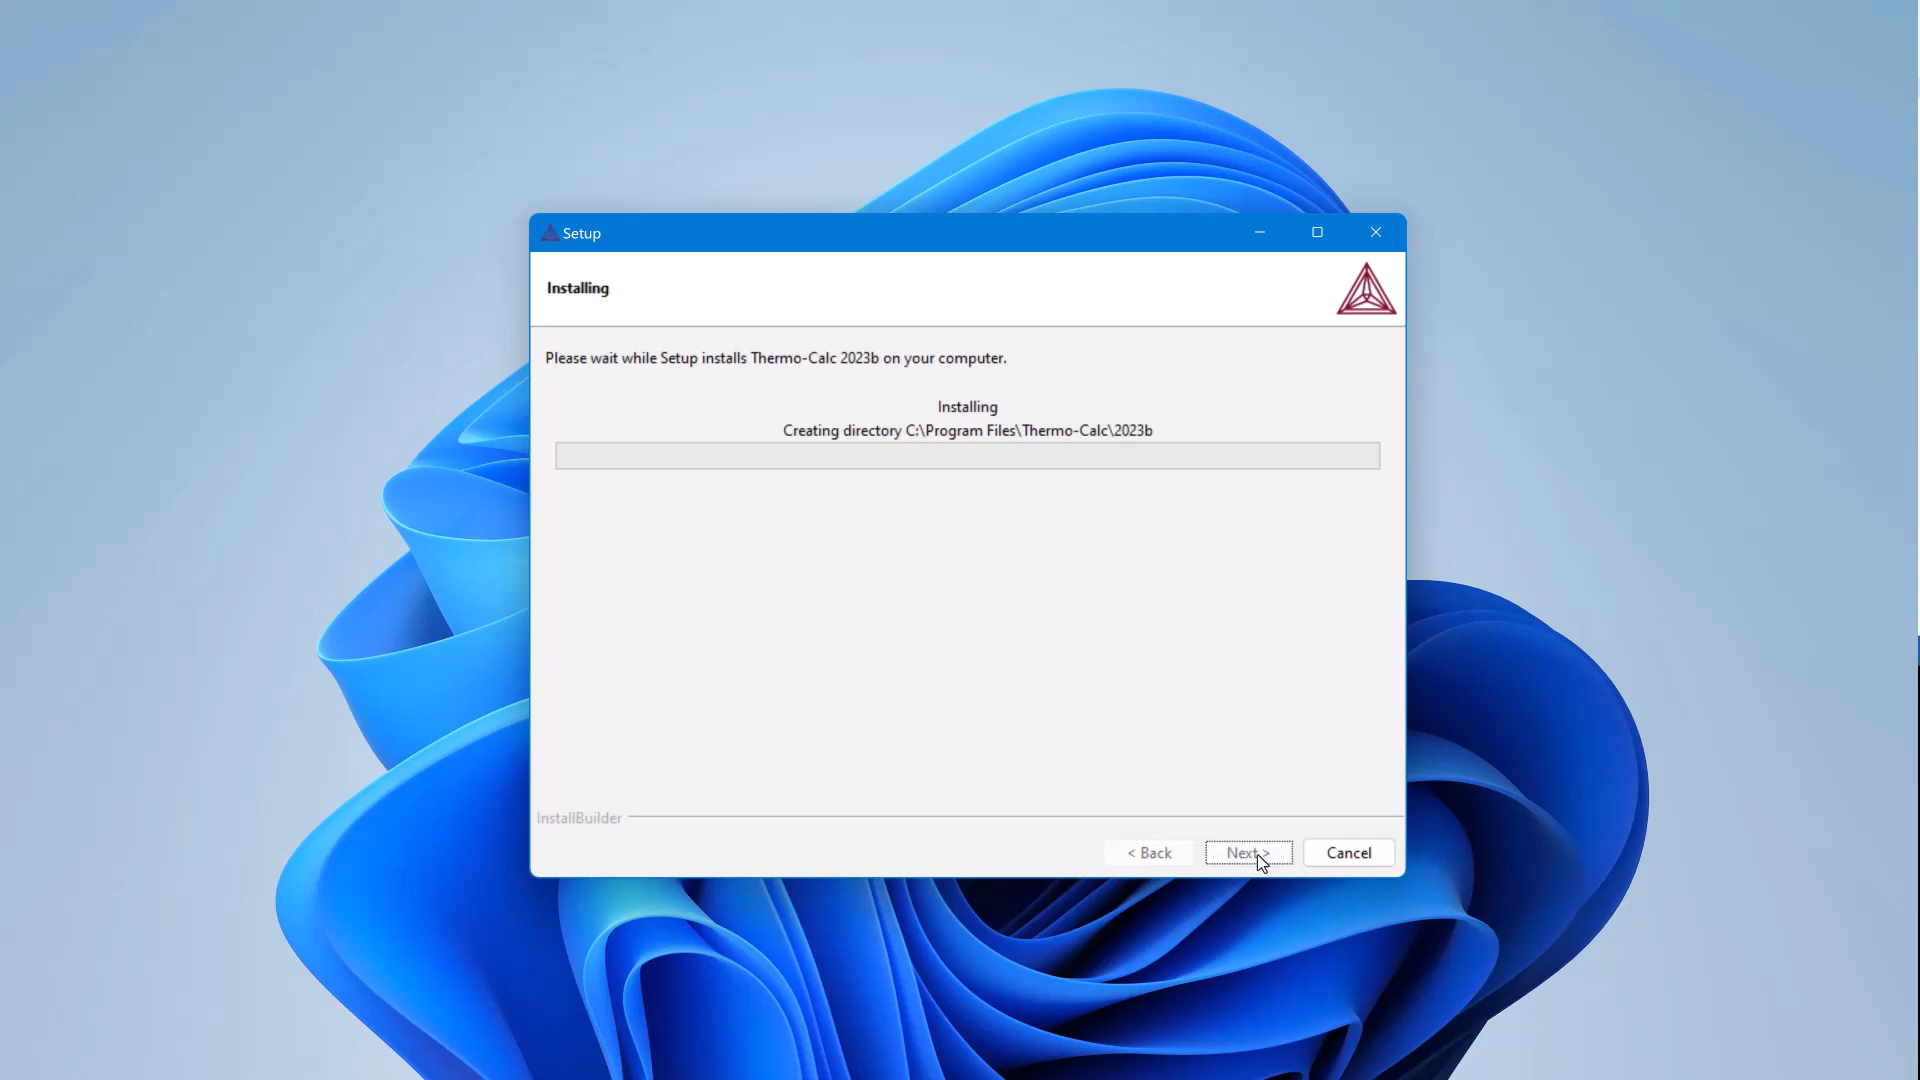 Setup
Installing
Please wait while Setup installs Thermo-Calc 2023b on your computer.
Installing
Creating directory C:\Program Files\Thermo-Calc\2023b
InstallBuilder
< Back
Next >
Cancel